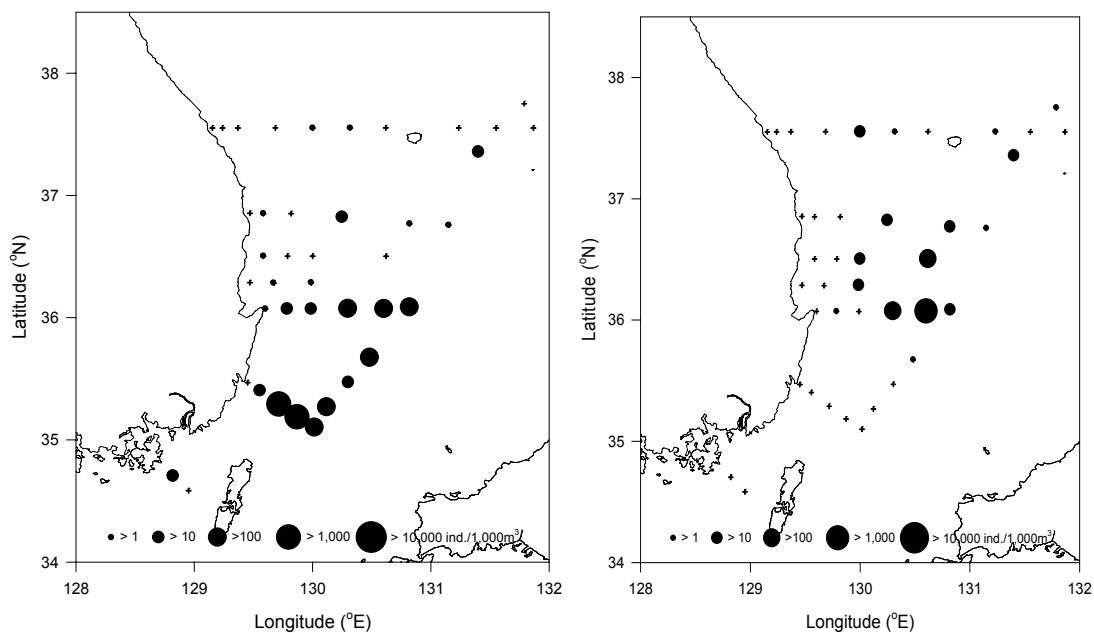 38
37
36
35
34
Latitude (°N)
> 1 > 10 >100 > 1,000 > 10,000 ind./1,000m³
128 129 130 131 132
Longitude (°E)
38
37
36
35
34
Latitude (°N)
> 1 > 10 >100 > 1,000 > 10,000 ind./1,000m³
128 129 130 131 132
Longitude (°E)